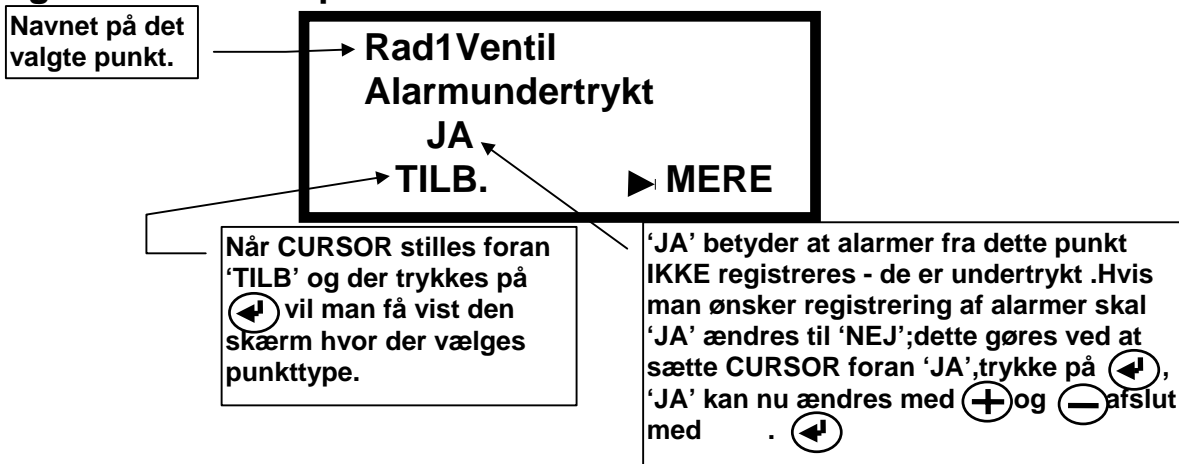 Navnet på det
valgte punkt.
Rad1Ventil
Alarmundertrykt
JA
TILB. MERE
Når CURSOR stilles foran
‘TILB’ og der trykkes på
vil man få vist den
skærm hvor der vælges
punkttype.
‘JA’ betyder at alarmer fra dette punkt
IKKE registreres - de er undertrykt .Hvis
man ønsker registrering af alarmer skal
‘JA’ ændres til ‘NEJ’;dette gøres ved at
sætte CURSOR foran ‘JA’,trykke på ,
‘JA’ kan nu ændres med + og − afslut
med .